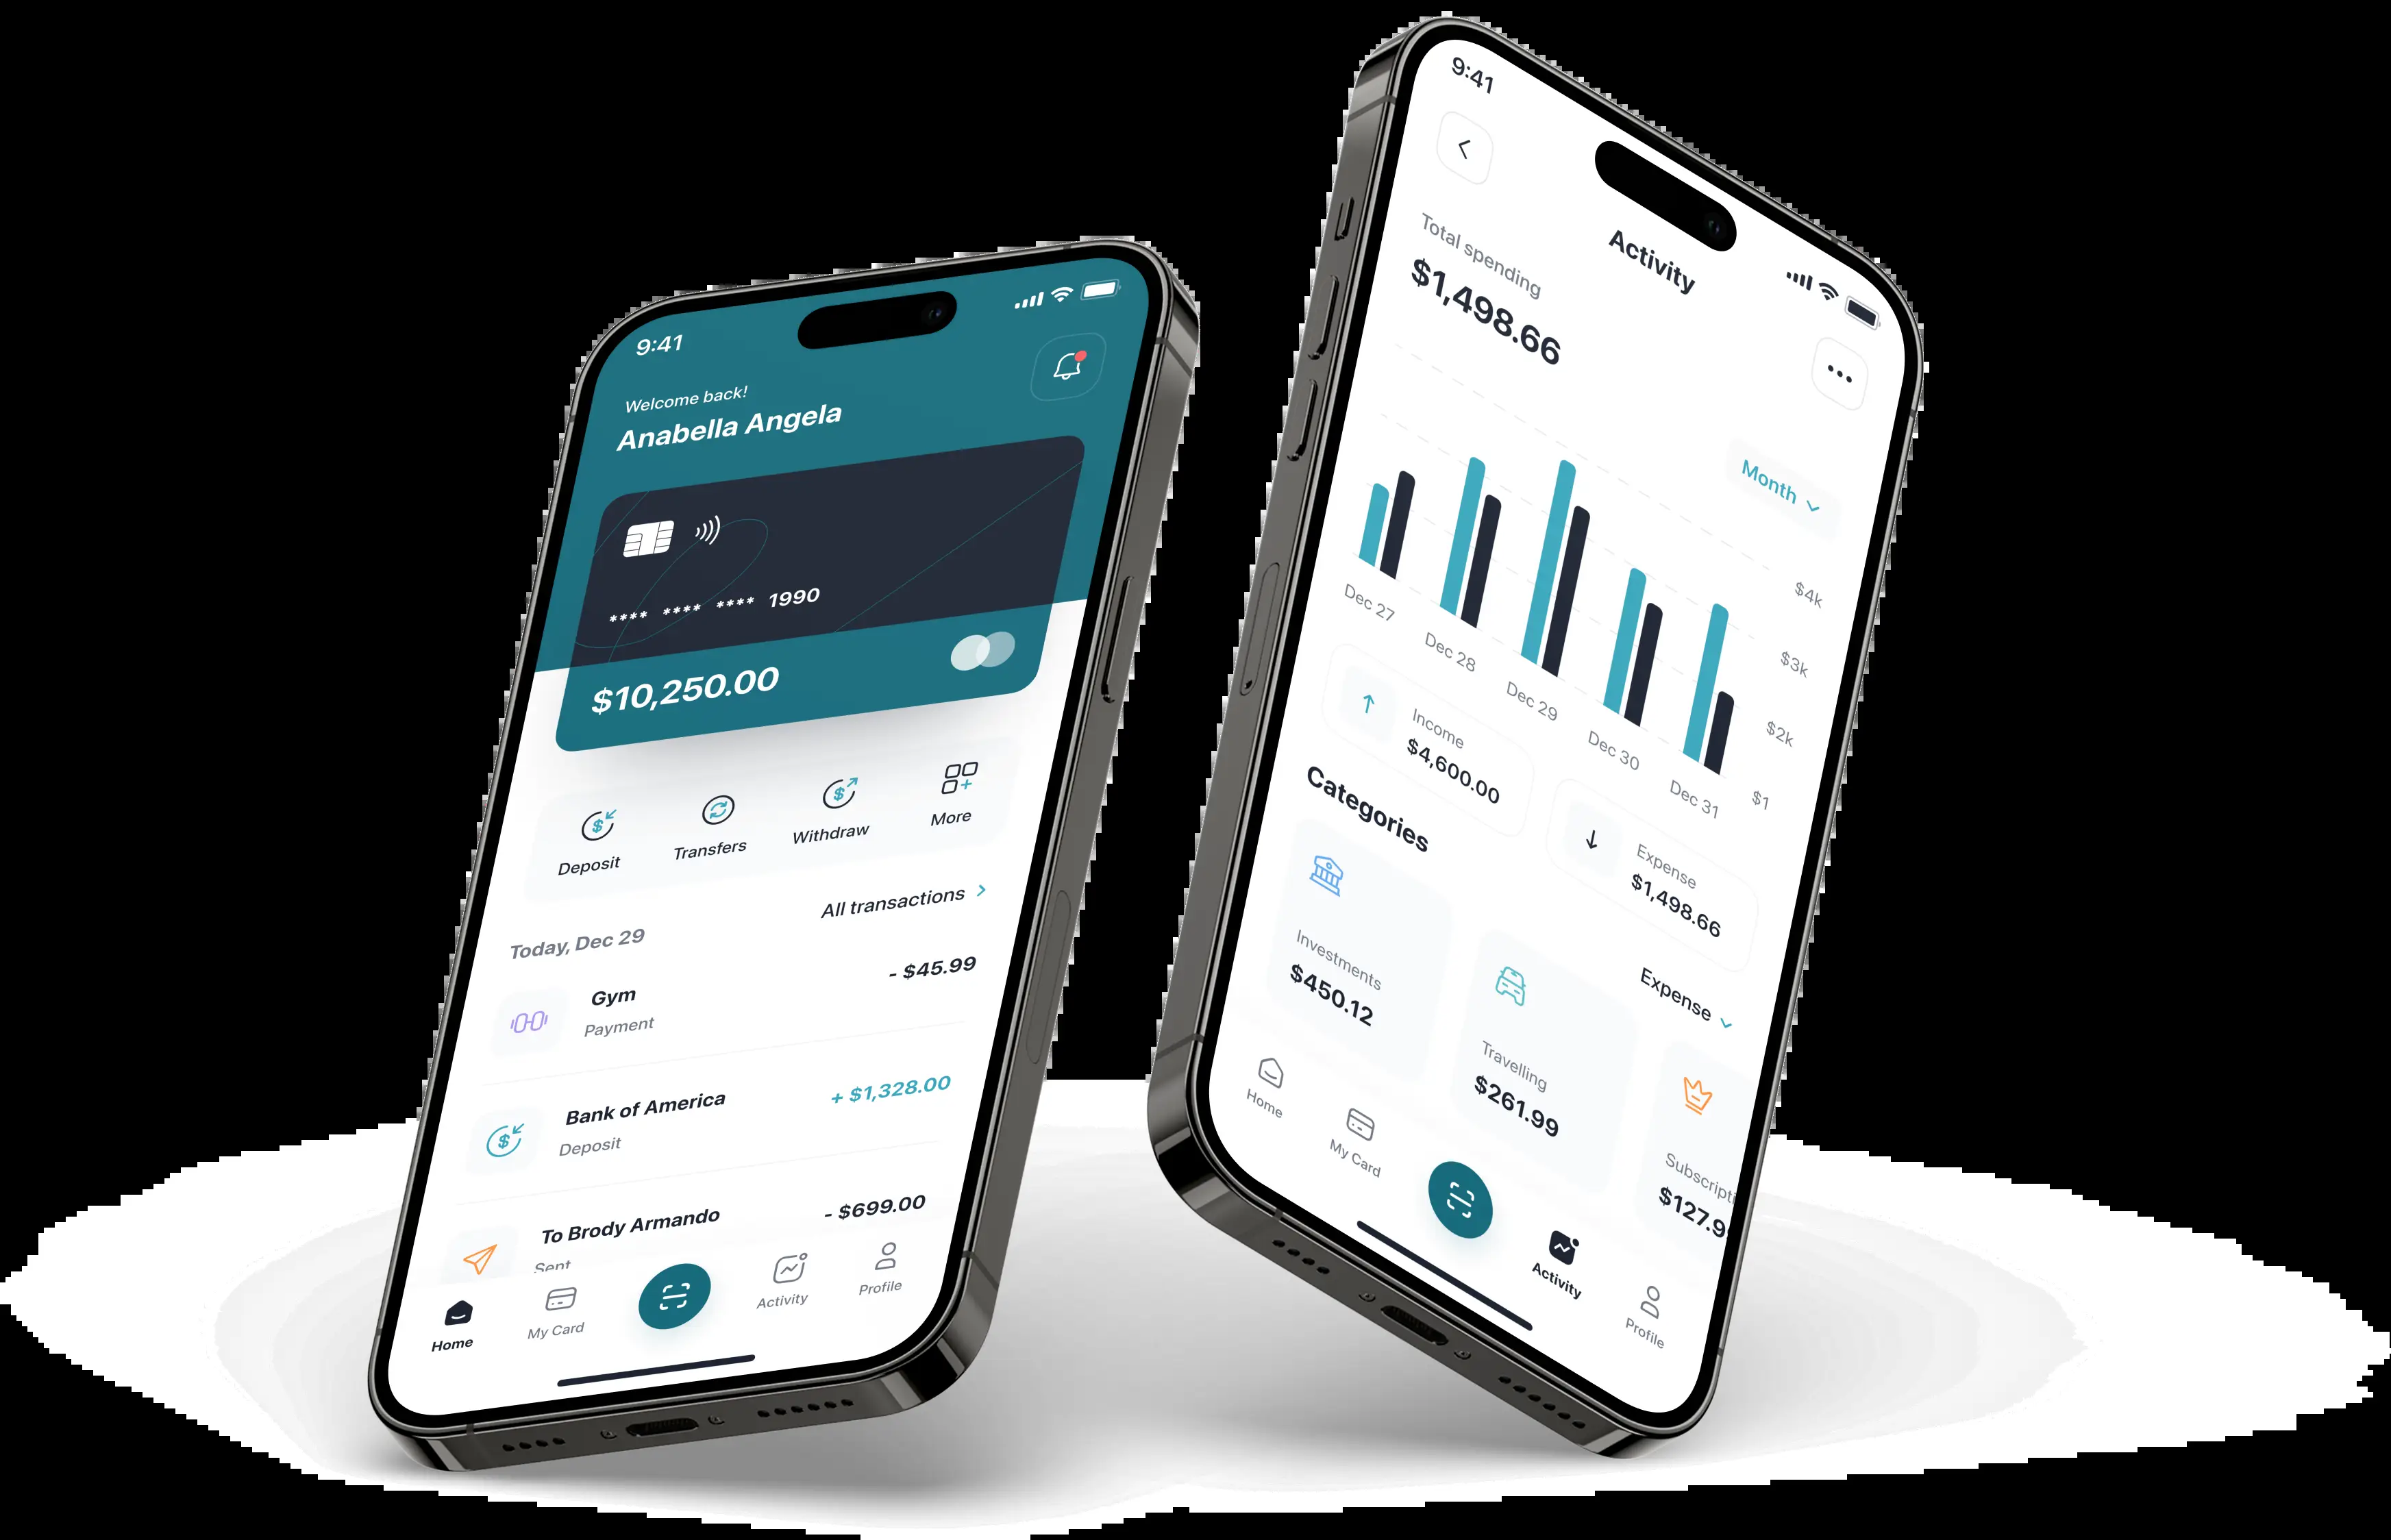 9:41
Welcome back!
Anabella Angela
**** **** **** 1990
$10,250.00
Deposit
Transfers
Withdraw
More
All transactions
Today, Dec 29
Gym
- $45.99
Payment
Bank of America
+ $1,328.00
Deposit
To Brody Armando
- $699.00
Sent
Home
My Card
Activity
Profile
9:41
Activity
Total spending
$1,498.66
Month
$4k
$3k
$2k
$1
Dec 27
Dec 28
Dec 29
Dec 30
Dec 31
Income
$4,600.00
Expense
$1,498.66
Categories
Expense
Investments
$450.12
Travelling
$261.99
Subscripti
$127.9
Home
My Card
Activity
Profile